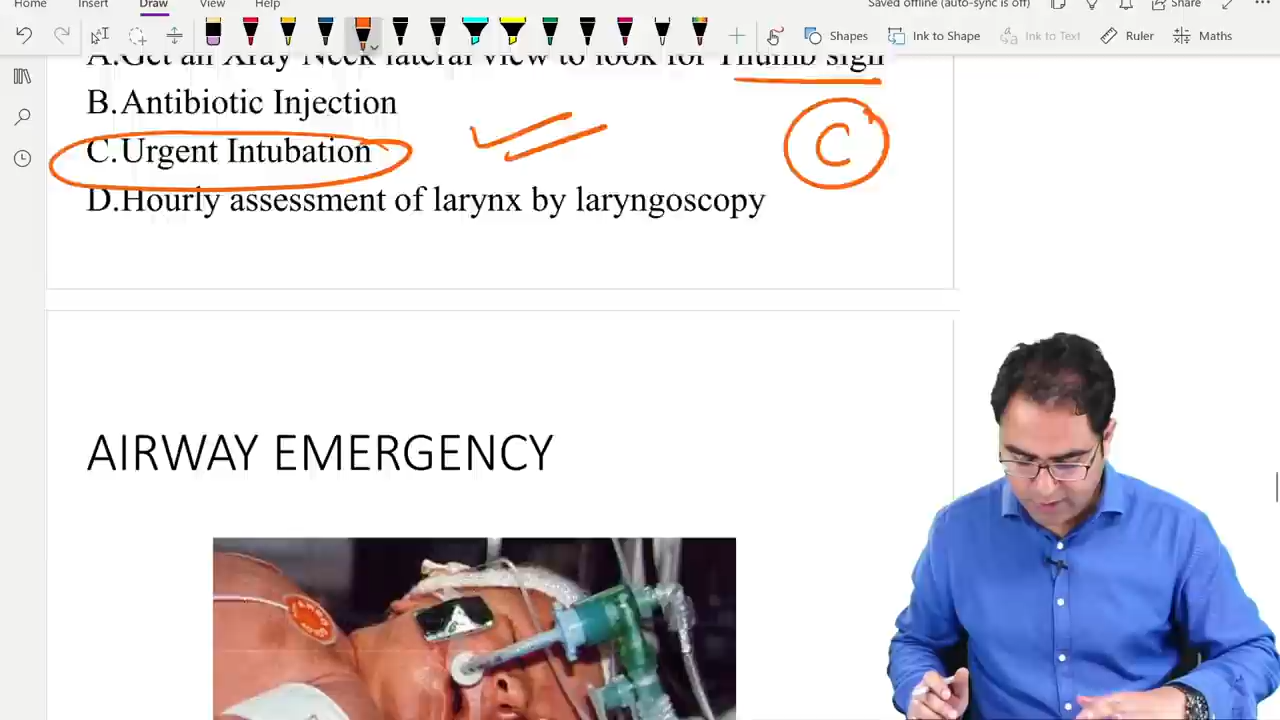 Saved offline (auto-sync is off)
Home Insert Draw View Help Share
Shapes Ink to Shape Ink to Text Ruler Maths
A.Get an Xray Neck lateral view to look for Thumb sign
B.Antibiotic Injection
C.Urgent Intubation
C
D.Hourly assessment of larynx by laryngoscopy
AIRWAY EMERGENCY